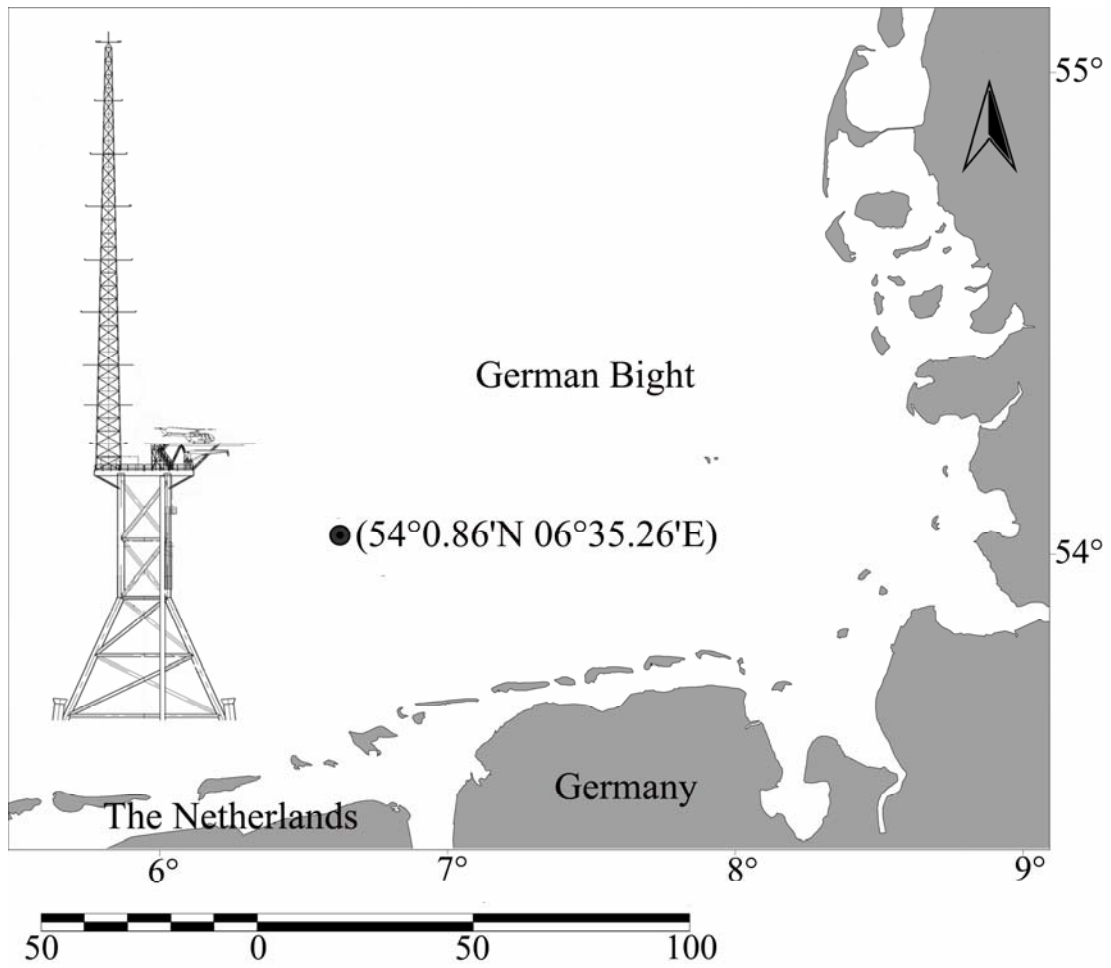 55°
German Bight
(54°0.86'N 06°35.26'E)
54°
Germany
The Netherlands
6° 7° 8° 9°
50 0 50 100